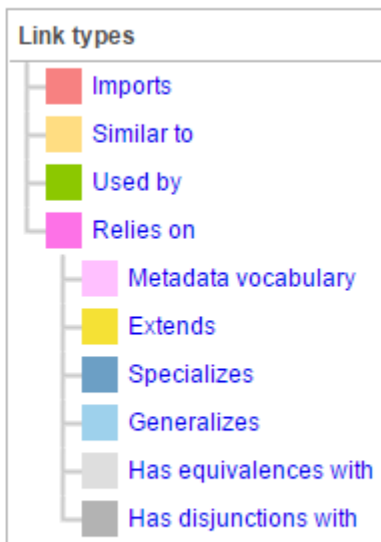 Link types
Imports
Similar to
Used by
Relies on
Metadata vocabulary
Extends
Specializes
Generalizes
Has equivalences with
Has disjunctions with